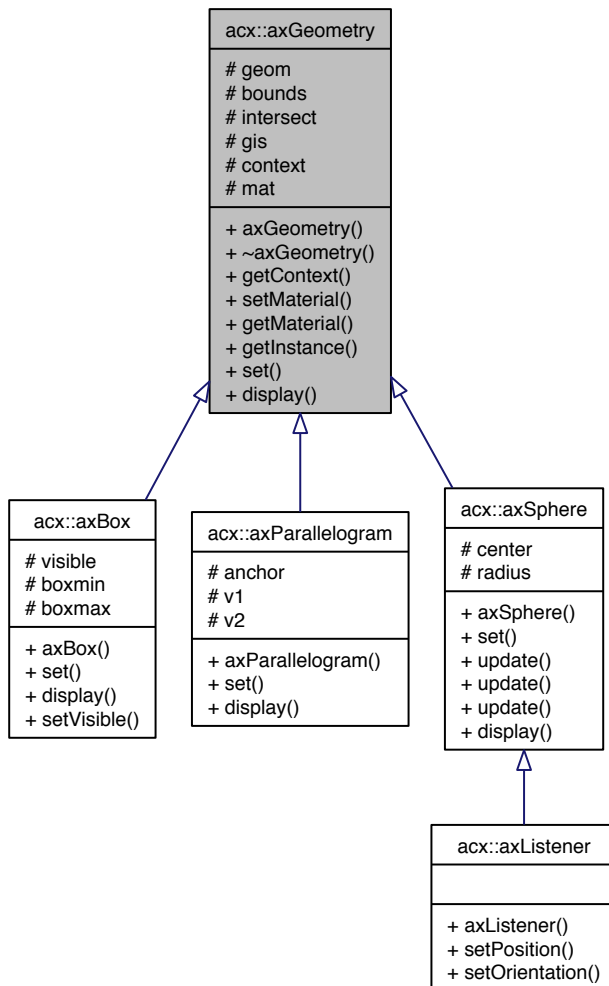 acx::axGeometry
# geom
# bounds
# intersect
# gis
# context
# mat
+ axGeometry()
+ ~axGeometry()
+ getContext()
+ setMaterial()
+ getMaterial()
+ getInstance()
+ set()
+ display()
acx::axBox
# visible
# boxmin
# boxmax
+ axBox()
+ set()
+ display()
+ setVisible()
acx::axParallelogram
# anchor
# v1
# v2
+ axParallelogram()
+ set()
+ display()
acx::axSphere
# center
# radius
+ axSphere()
+ set()
+ update()
+ update()
+ update()
+ display()
acx::axListener
+ axListener()
+ setPosition()
+ setOrientation()